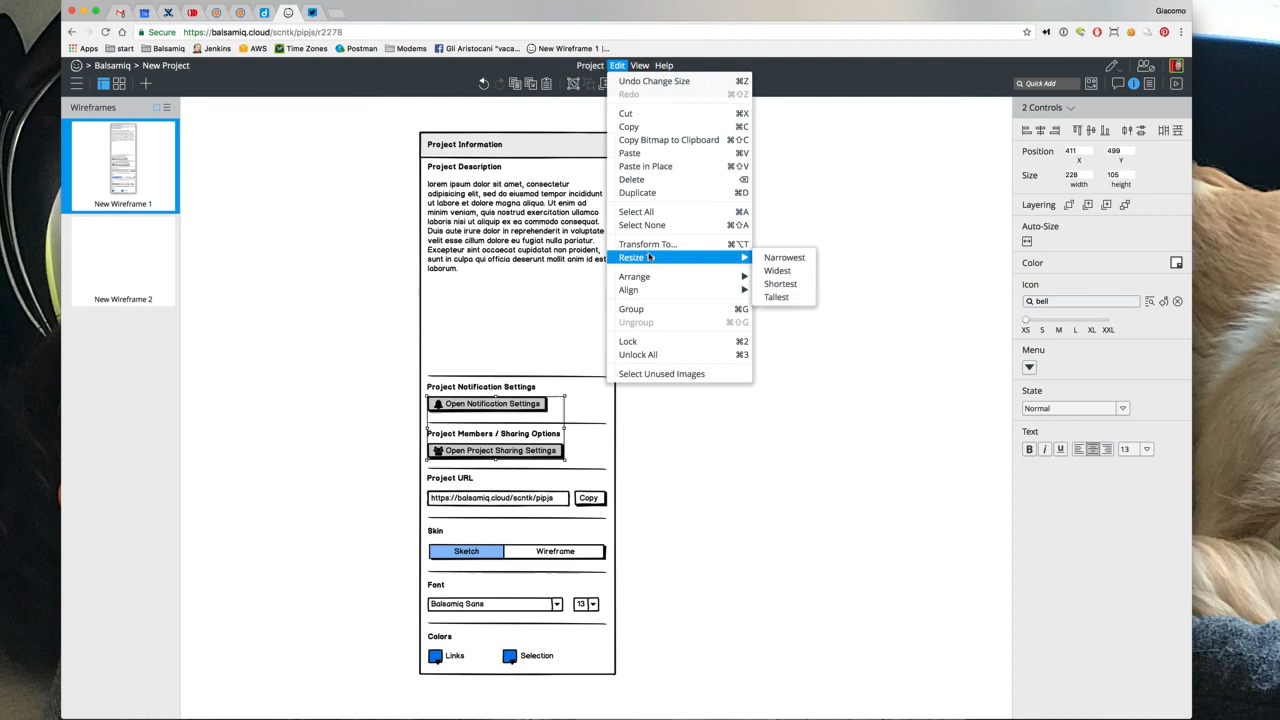 Giacomo
Secure
https://balsamiq.cloud/scntk/pipjs/r2278
Apps
start
Balsamiq
Jenkins
AWS
Time Zones
Postman
Modems
Gli Aristocani "vaca...
New Wireframe 1 |...
Balsamiq > New Project
Project Edit View Help
Quick Add
Wireframes
New Wireframe 1
New Wireframe 2
Project Information
Project Description
lorem ipsum dolor sit amet, consectetur
adipisicing elit, sed do eiusmod tempor incididunt
ut labore et dolore magna aliqua. Ut enim ad
minim veniam, quis nostrud exercitation ullamco
laboris nisi ut aliquip ex ea commodo consequat.
Duis aute irure dolor in reprehenderit in voluptate
velit esse cillum dolore eu fugiat nulla pariatur.
Excepteur sint occaecat cupidatat non proident,
sunt in culpa qui officia deserunt mollit anim id est
laborum.
Project Notification Settings
Open Notification Settings
Project Members / Sharing Options
Open Project Sharing Settings
Project URL
https://balsamiq.cloud/scntk/pipjs
Copy
Skin
Sketch
Wireframe
Font
Balsamiq Sans
13
Colors
Links
Selection
Undo Change Size ⌘Z
Redo ⌘⇧Z
Cut ⌘X
Copy ⌘C
Copy Bitmap to Clipboard ⌘⇧C
Paste ⌘V
Paste in Place ⌘⇧V
Delete ⌫
Duplicate ⌘D
Select All ⌘A
Select None ⌘⇧A
Transform To... ⌘⌥T
Resize
Arrange
Align
Group ⌘G
Ungroup ⌘⇧G
Lock ⌘2
Unlock All ⌘3
Select Unused Images
Narrowest
Widest
Shortest
Tallest
2 Controls
Position 411 499
X Y
Size 228 105
width height
Layering
Auto-Size
Color
Icon
bell
XS S M L XL XXL
Menu
State
Normal
Text
B I U 13